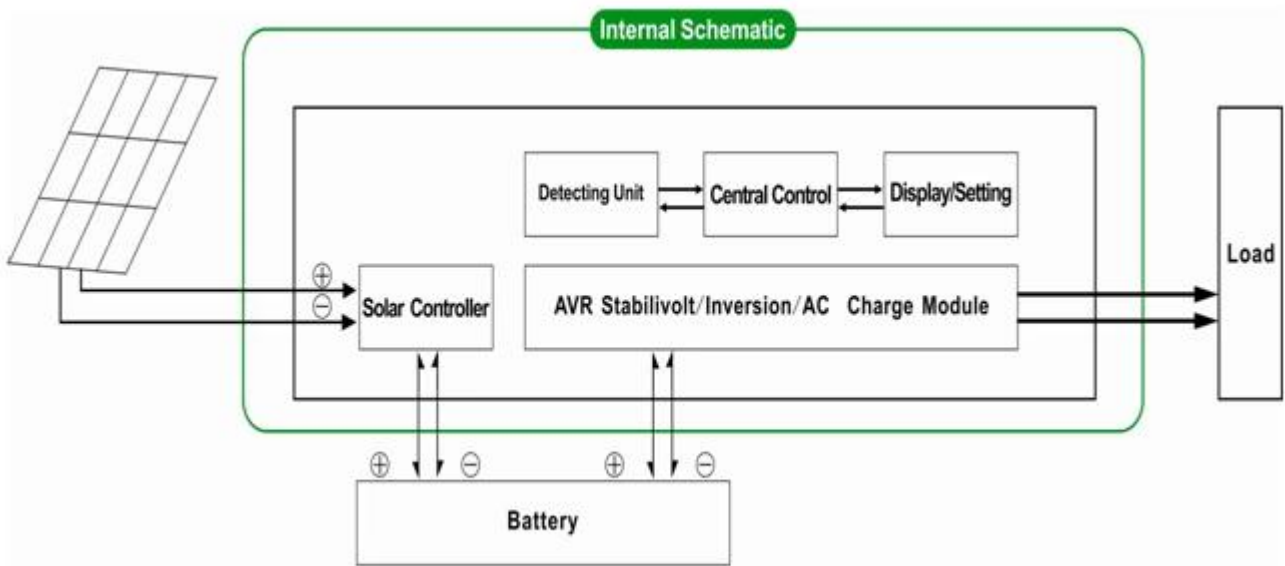 Internal Schematic
Detecting Unit
Central Control
Display/Setting
Load
⊕
⊖
Solar Controller
AVR Stabilivolt/Inversion/AC Charge Module
⊕
⊖
⊕
⊖
Battery